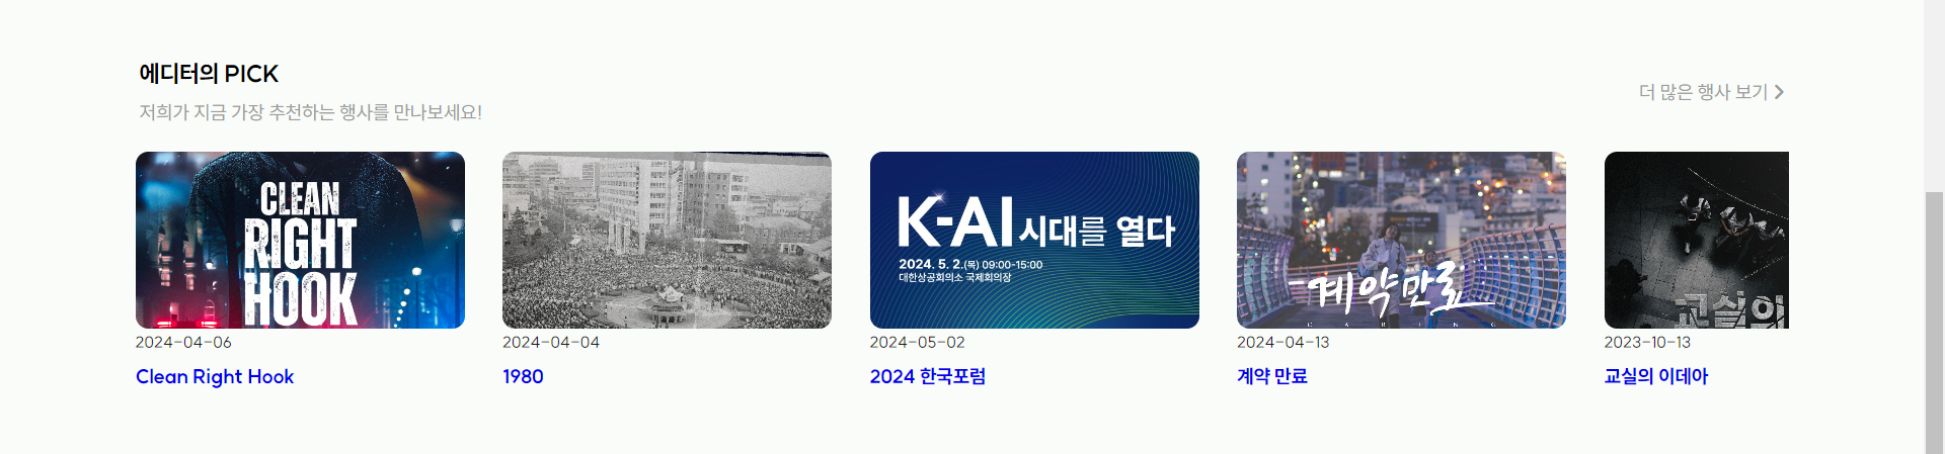 에디터의 PICK
저희가 지금 가장 추천하는 행사를 만나보세요!
더 많은 행사 보기
CLEAN
RIGHT
HOOK
K-AI 시대를 열다
2024. 5. 2.(목) 09:00-15:00
대한상공회의소 국제회의장
계약만료
교실의
2024-04-06
2024-04-04
2024-05-02
2024-04-13
2023-10-13
Clean Right Hook
1980
2024 한국포럼
계약 만료
교실의 이데아